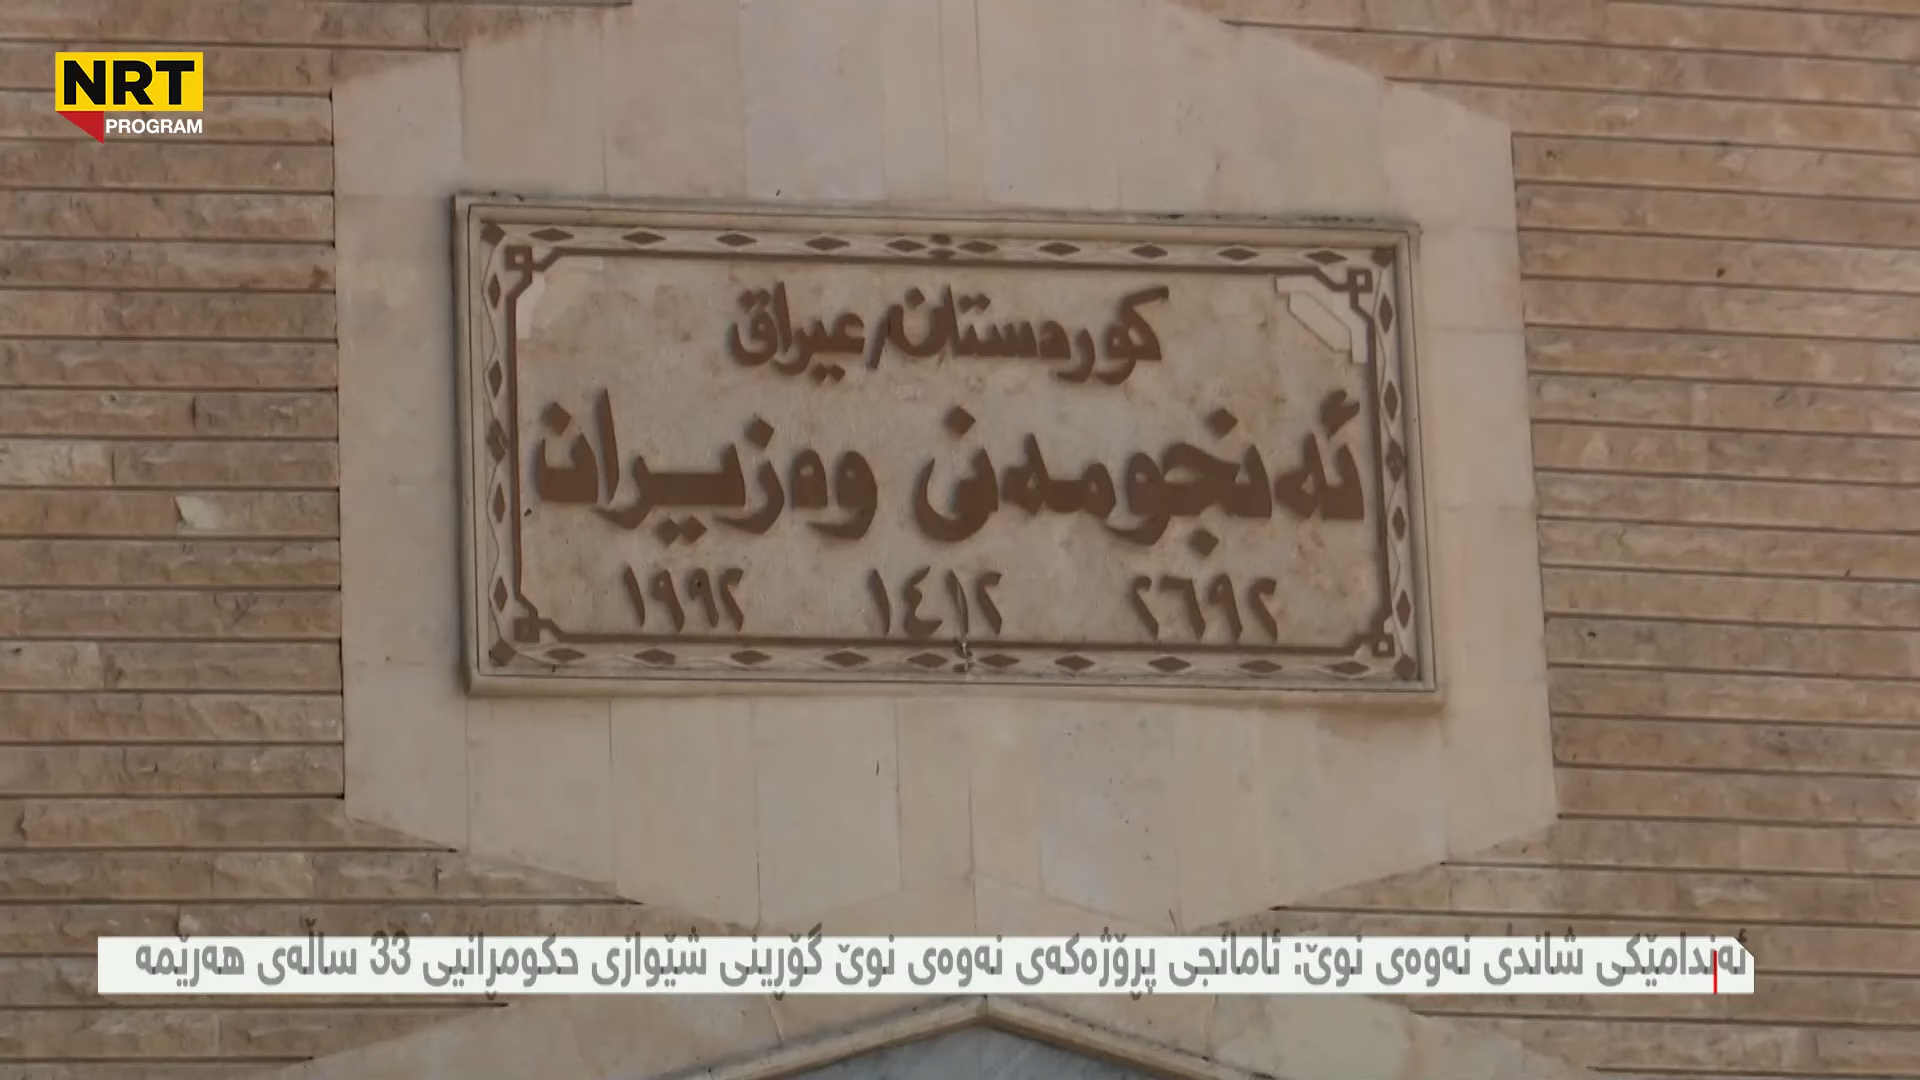 NRT
PROGRAM
کوردستان/عیراق
ئەنجومەنی وەزیران
٢٦٩٢ ١٤١٢ ١٩٩٢
ئەندامێکی شاندی نەوەی نوێ: ئامانجی پڕۆژەکەی نەوەی نوێ گۆڕینی شێوازی حکومڕانیی 33 ساڵەی هەرێمە